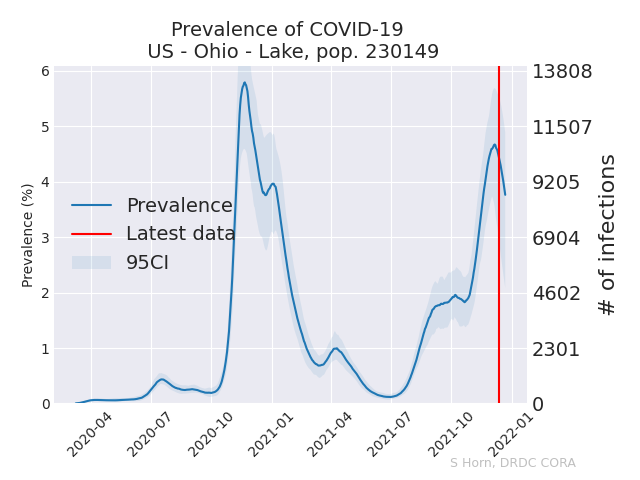 Prevalence of COVID-19
US - Ohio - Lake, pop. 230149
6
5
4
3
2
1
0
Prevalence (%)
13808
11507
9205
6904
4602
2301
0
# of infections
Prevalence
Latest data
95CI
2020-04
2020-07
2020-10
2021-01
2021-04
2021-07
2021-10
2022-01
S Horn, DRDC CORA